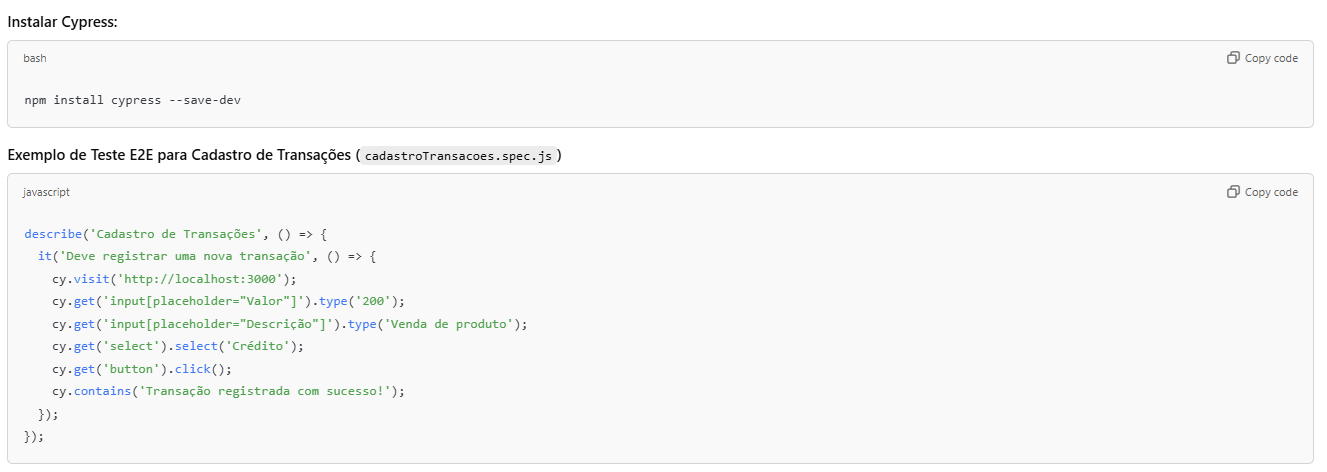 Instalar Cypress:
bash
Copy code
npm install cypress --save-dev
Exemplo de Teste E2E para Cadastro de Transações (cadastroTransacoes.spec.js)
javascript
Copy code
describe('Cadastro de Transações', () => {
  it('Deve registrar uma nova transação', () => {
    cy.visit('http://localhost:3000');
    cy.get('input[placeholder="Valor"]').type('200');
    cy.get('input[placeholder="Descrição"]').type('Venda de produto');
    cy.get('select').select('Crédito');
    cy.get('button').click();
    cy.contains('Transação registrada com sucesso!');
  });
});